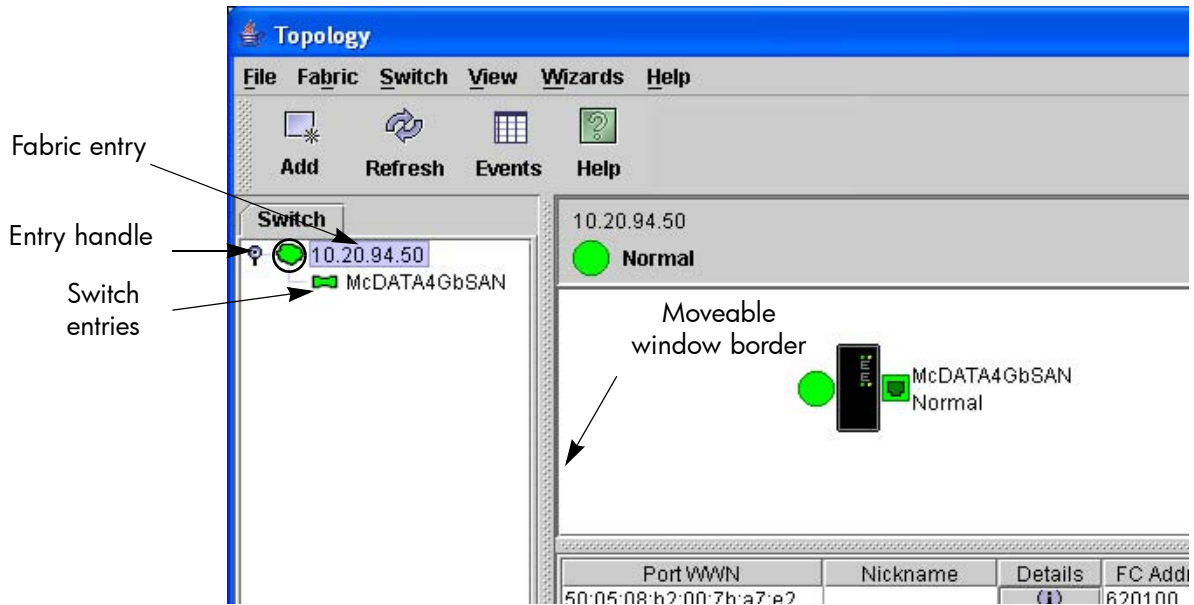 Topology
File Fabric Switch View Wizards Help
Add Refresh Events Help
Fabric entry
Entry handle
Switch
entries
Switch
10.20.94.50
McDATA4GbSAN
10.20.94.50
Normal
Moveable
window border
McDATA4GbSAN
Normal
Port WWN Nickname Details FC Addr
50:05:08:b2:00:7b:a7:e2 (i) 620100